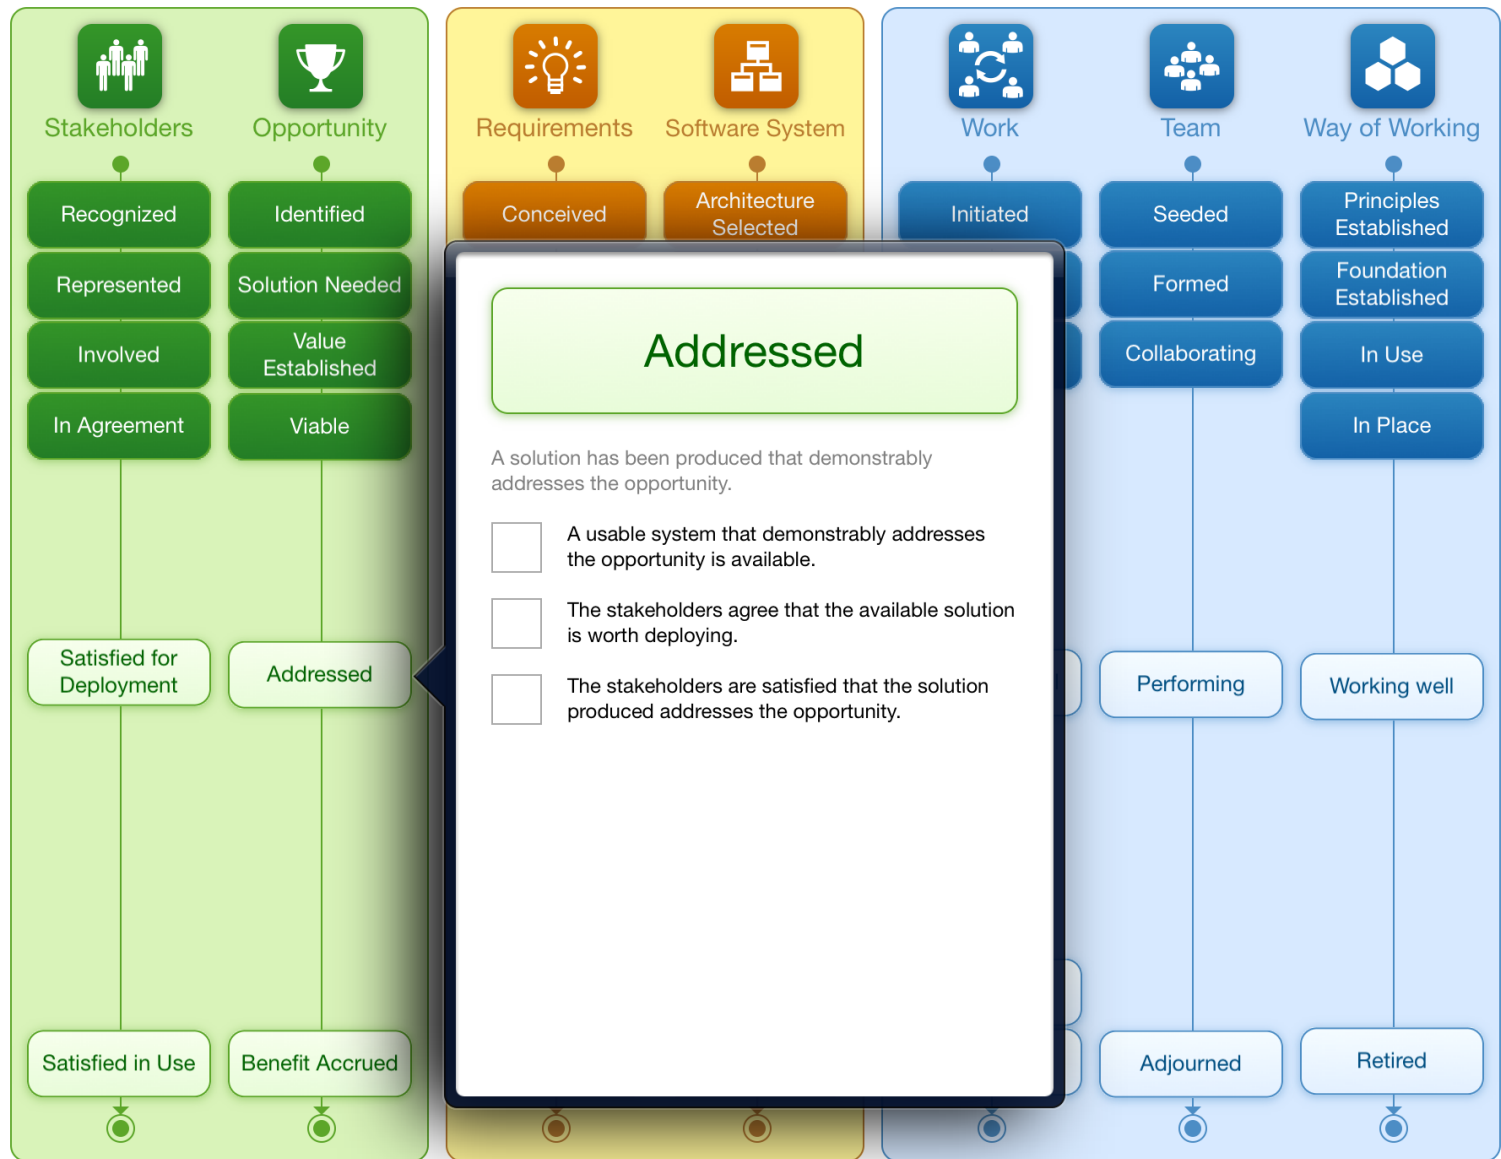 Stakeholders
Opportunity
Requirements
Software System
Work
Team
Way of Working
Recognized
Represented
Involved
In Agreement
Satisfied for
Deployment
Satisfied in Use
Identified
Solution Needed
Value
Established
Viable
Addressed
Benefit Accrued
Conceived
Architecture
Selected
Initiated
Seeded
Formed
Collaborating
Performing
Adjourned
Principles
Established
Foundation
Established
In Use
In Place
Working well
Retired
Addressed
A solution has been produced that demonstrably
addresses the opportunity.
A usable system that demonstrably addresses
the opportunity is available.
The stakeholders agree that the available solution
is worth deploying.
The stakeholders are satisfied that the solution
produced addresses the opportunity.